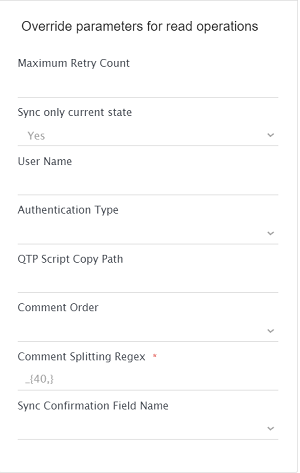 Override parameters for read operations
Maximum Retry Count
Sync only current state
Yes
User Name
Authentication Type
QTP Script Copy Path
Comment Order
Comment Splitting Regex *
_{40,}
Sync Confirmation Field Name